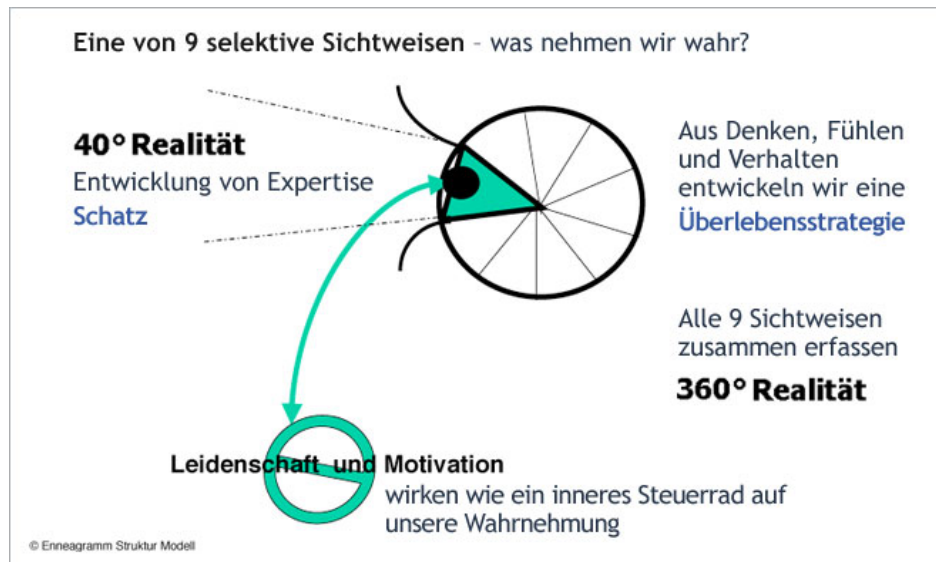 Eine von 9 selektive Sichtweisen - was nehmen wir wahr?
40° Realität
Entwicklung von Expertise
Schatz
Aus Denken, Fühlen
und Verhalten
entwickeln wir eine
Überlebensstrategie
Alle 9 Sichtweisen
zusammen erfassen
360° Realität
Leidenschaft und Motivation
wirken wie ein inneres Steuerrad auf
unsere Wahrnehmung
© Enneagramm Struktur Modell